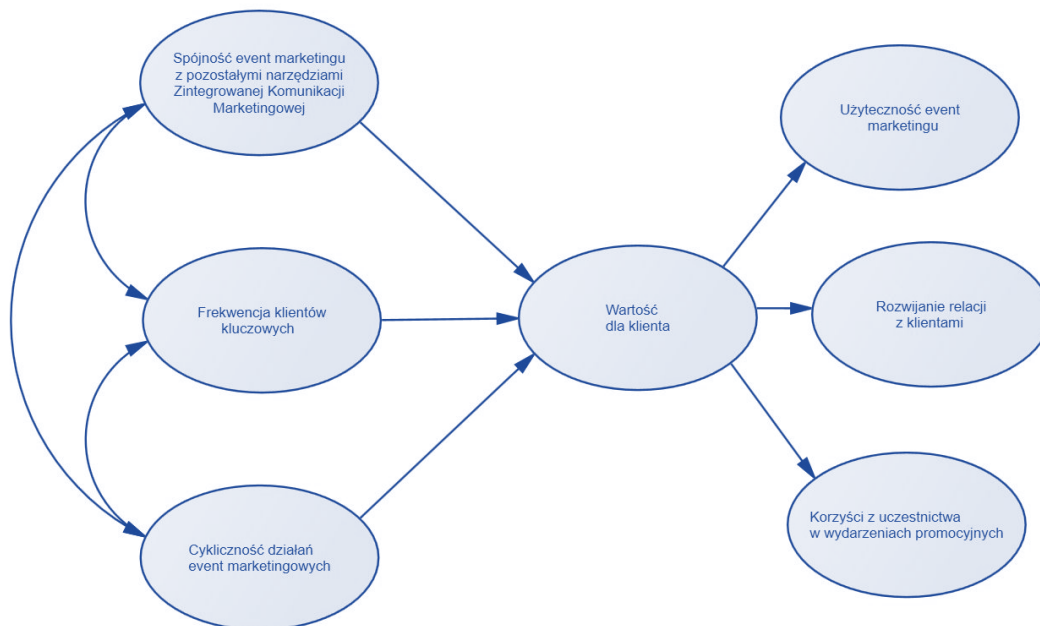 Spójność event marketingu
z pozostałymi narzędziami
Zintegrowanej Komunikacji
Marketingowej
Frekwencja klientów
kluczowych
Cykliczność działań
event marketingowych
Wartość
dla klienta
Użyteczność event
marketingu
Rozwijanie relacji
z klientami
Korzyści z uczestnictwa
w wydarzeniach promocyjnych